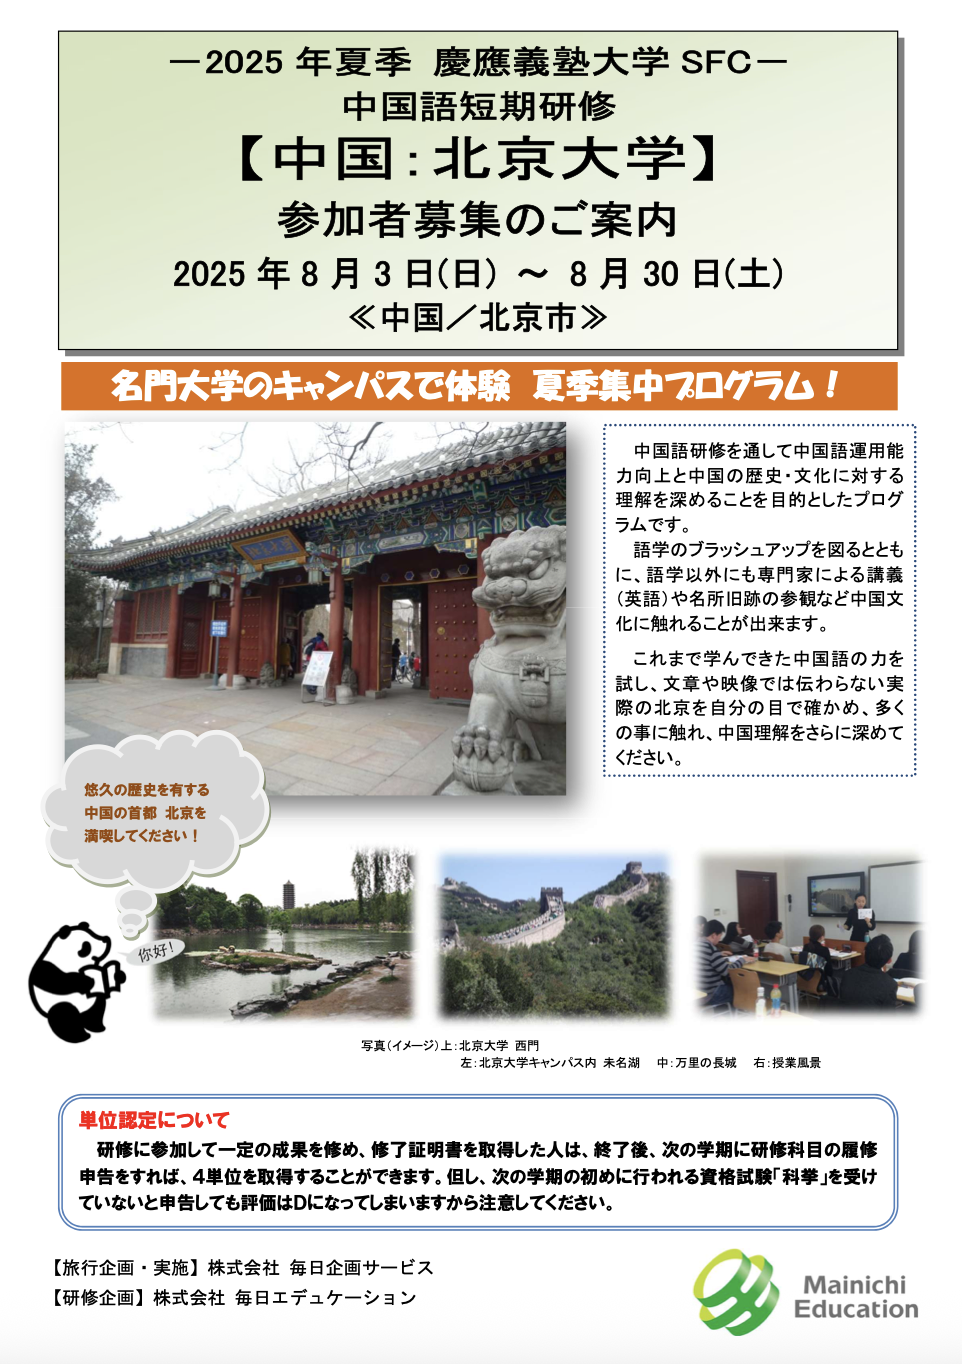 －2025 年夏季 慶應義塾大学 SFC－
中国語短期研修
【中国：北京大学】
参加者募集のご案内
2025 年 8 月 3 日（日） ～ 8 月 30 日（土）
≪中国／北京市≫
名門大学のキャンパスで体験 夏季集中プログラム！
中国語研修を通して中国語運用能
力向上と中国の歴史・文化に対する
理解を深めることを目的としたプログ
ラムです。
語学のブラッシュアップを図るととも
に、語学以外にも専門家による講義
（英語）や名所旧跡の参観など中国文
化に触れることが出来ます。
これまで学んできた中国語の力を
試し、文章や映像では伝わらない実
際の北京を自分の目で確かめ、多く
の事に触れ、中国理解をさらに深めて
ください。
悠久の歴史を有する
中国の首都 北京を
満喫してください！
你好！
写真（イメージ）上：北京大学 西門
左：北京大学キャンパス内 未名湖 中：万里の長城 右：授業風景
単位認定について
研修に参加して一定の成果を修め、修了証明書を取得した人は、終了後、次の学期に研修科目の履修
申告をすれば、４単位を取得することができます。但し、次の学期の初めに行われる資格試験「科挙」を受け
ていないと申告しても評価はDになってしまいますから注意してください。
【旅行企画・実施】株式会社 毎日企画サービス
【研修企画】株式会社 毎日エデュケーション
Mainichi
Education